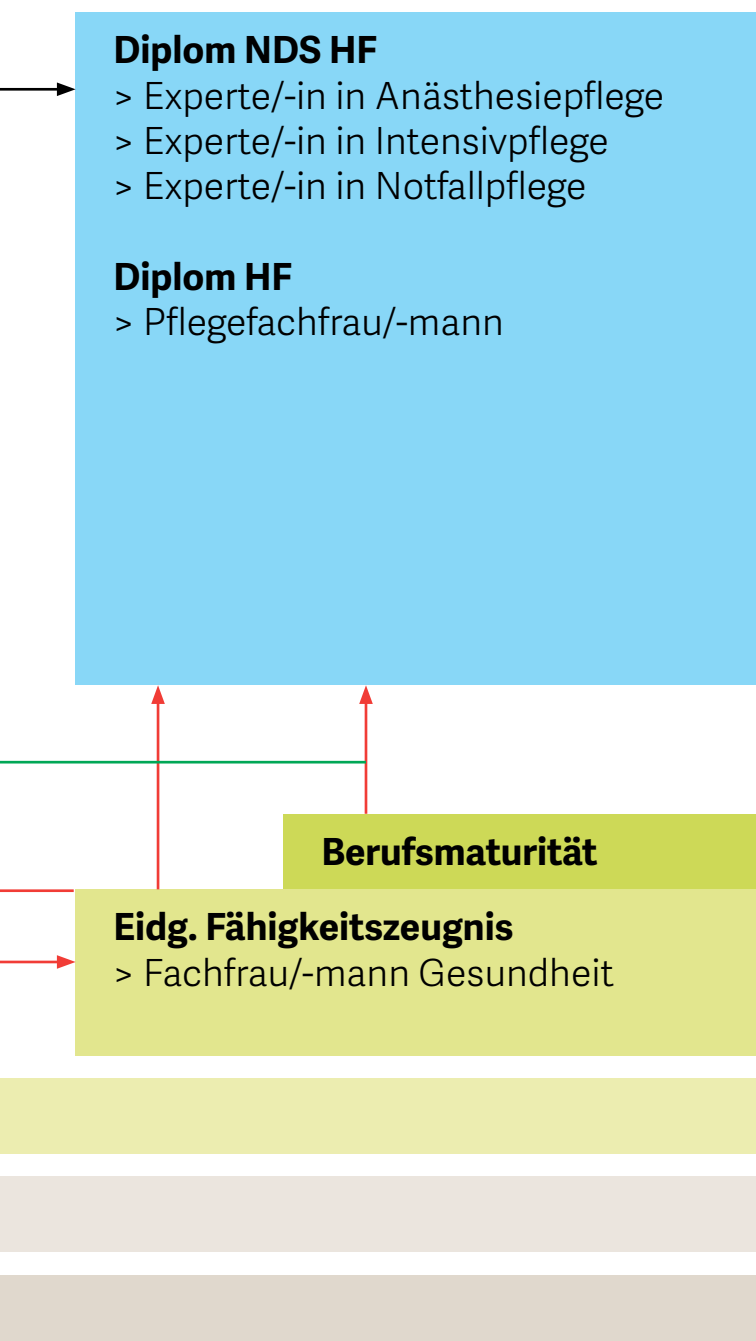 Diplom NDS HF
> Experte/-in in Anästhesiepflege
> Experte/-in in Intensivpflege
> Experte/-in in Notfallpflege
Diplom HF
> Pflegefachfrau/-mann
Berufsmaturität
Eidg. Fähigkeitszeugnis
> Fachfrau/-mann Gesundheit